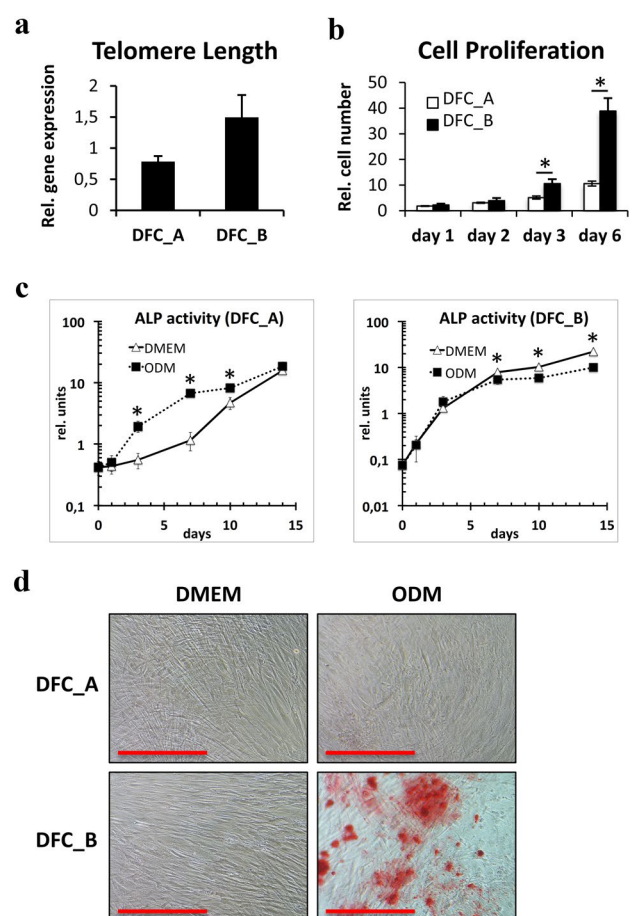 a
Telomere Length
Rel. gene expression
2
1,5
1
0,5
0
DFC_A DFC_B
b
Cell Proliferation
Rel. cell number
50
40
30
20
10
0
DFC_A
DFC_B
*
*
day 1 day 2 day 3 day 6
c
ALP activity (DFC_A)
DMEM
ODM
rel. units
100
10
1
0,1
* * *
0 5 10 15
days
ALP activity (DFC_B)
DMEM
ODM
rel. units
100
10
1
0,1
0,01
* * *
0 5 10 15
days
d
DMEM ODM
DFC_A
DFC_B